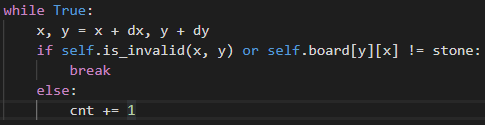 while True:
    x, y = x + dx, y + dy
    if self.is_invalid(x, y) or self.board[y][x] != stone:
        break
    else:
        cnt += 1